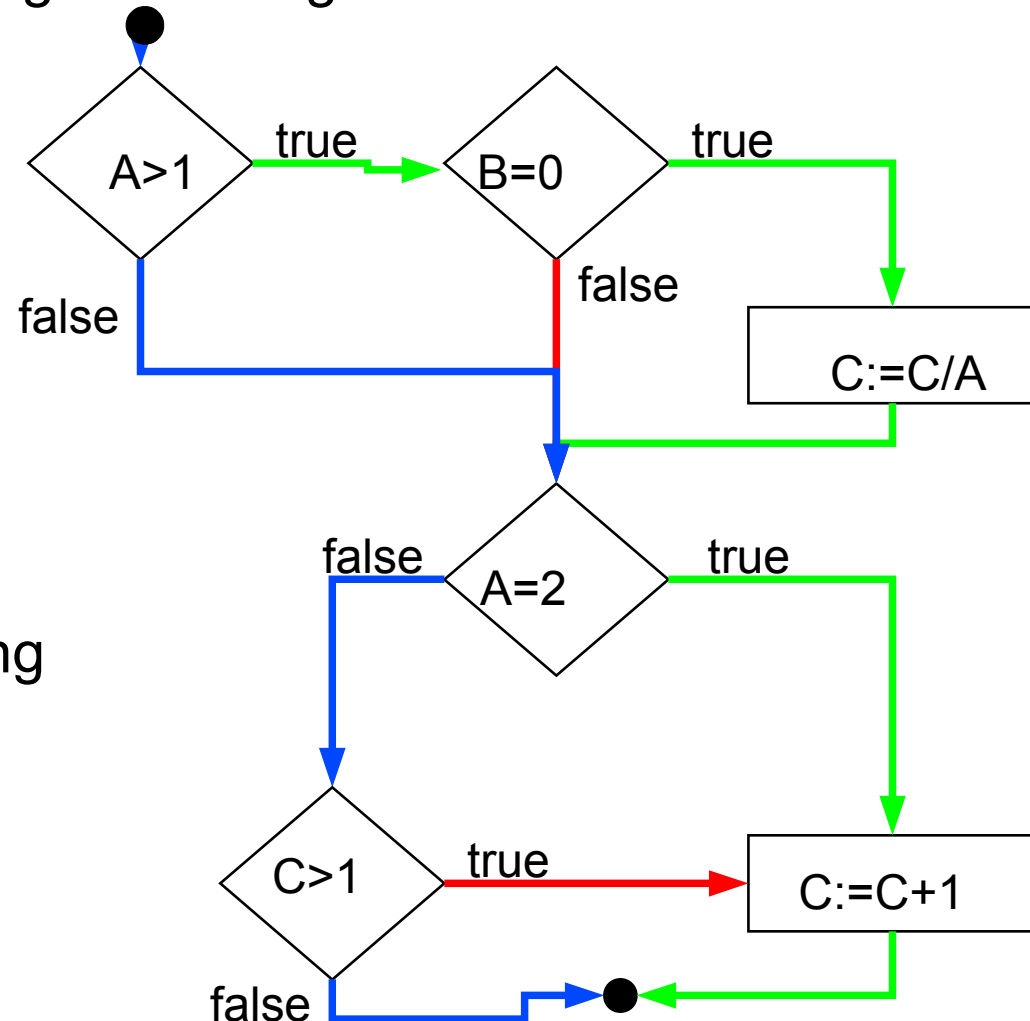 true
true
A>1
B=0
false
false
C:=C/A
false
true
A=2
ng
true
C>1
C:=C+1
false